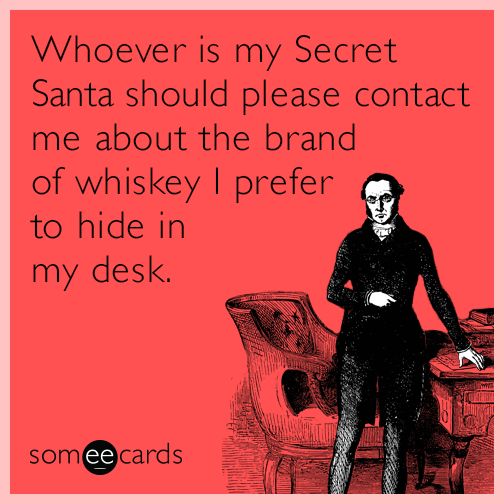 Whoever is my Secret
Santa should please contact
me about the brand
of whiskey I prefer
to hide in
my desk.
someecards